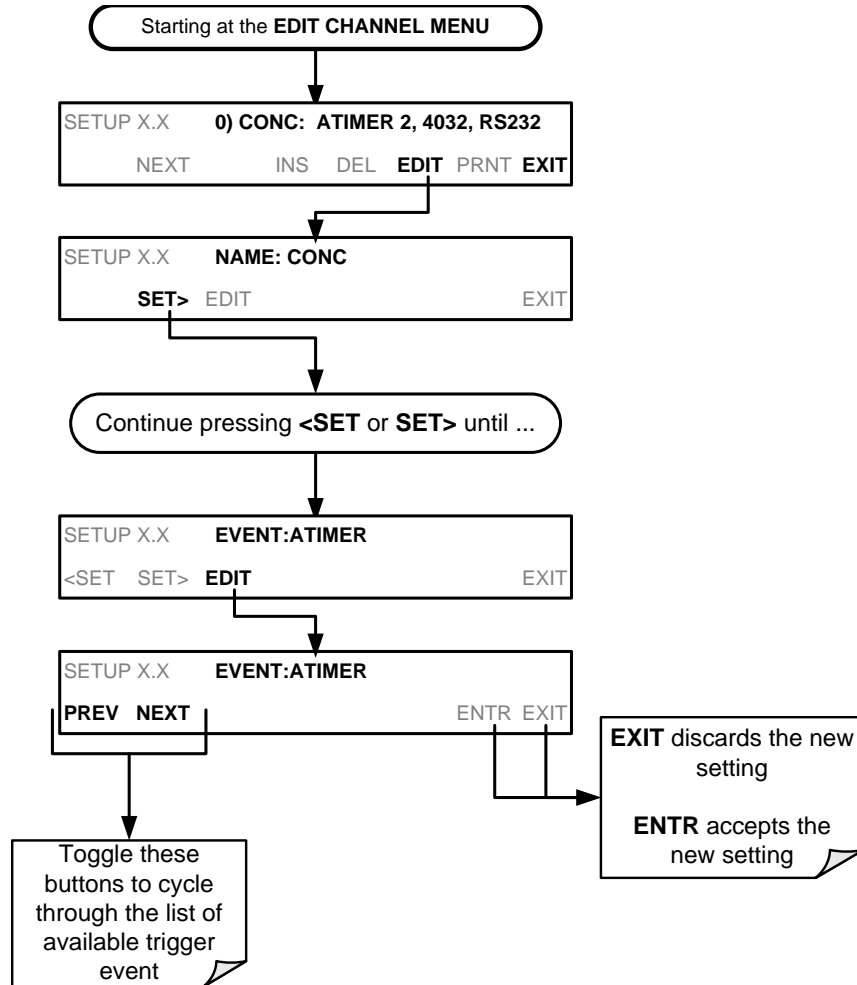 Starting at the EDIT CHANNEL MENU
SETUP X.X 0) CONC: ATIMER 2, 4032, RS232
NEXT INS DEL EDIT PRNT EXIT
SETUP X.X NAME: CONC
SET> EDIT EXIT
Continue pressing <SET or SET> until ...
SETUP X.X EVENT:ATIMER
<SET SET> EDIT EXIT
SETUP X.X EVENT:ATIMER
PREV NEXT ENTR EXIT
EXIT discards the new
setting
ENTR accepts the
new setting
Toggle these
buttons to cycle
through the list of
available trigger
event